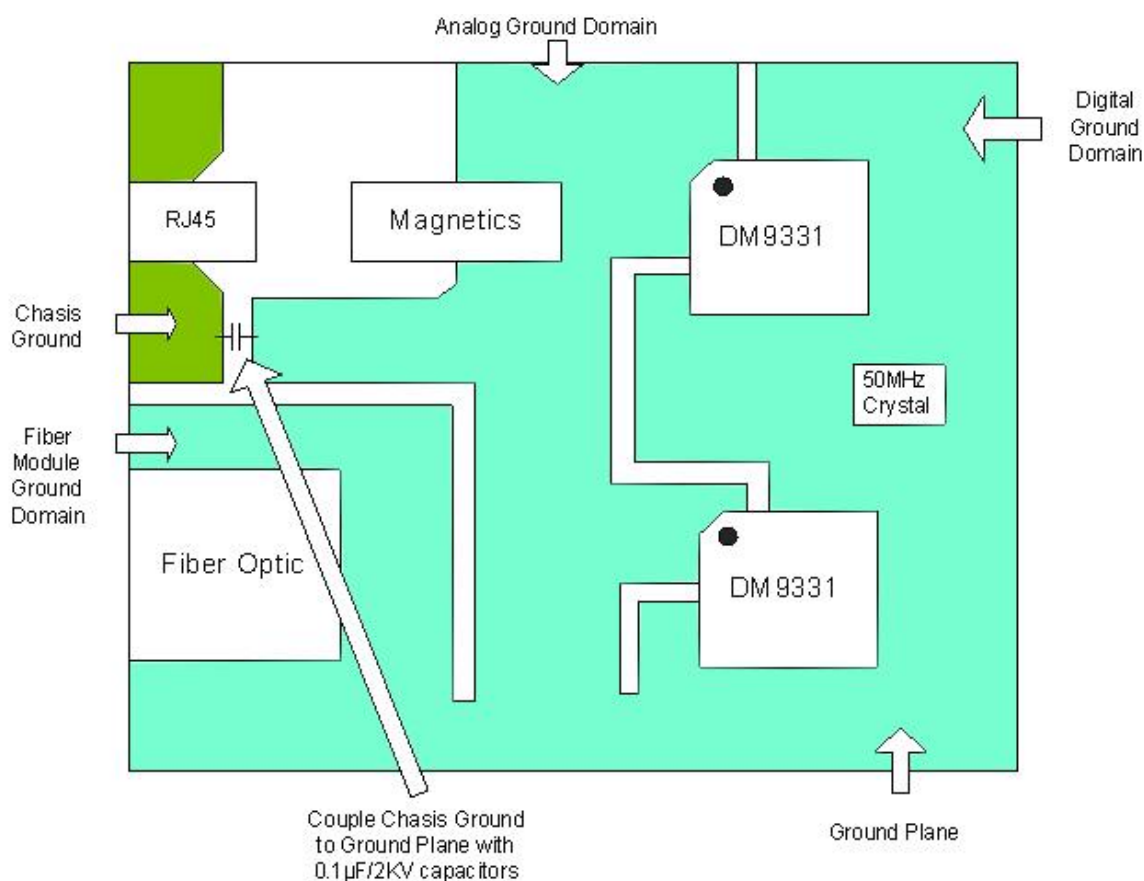 Analog Ground Domain
Digital
Ground
Domain
RJ45
Magnetics
DM9331
Chasis
Ground
50MHz
Crystal
Fiber
Module
Ground
Domain
Fiber Optic
DM9331
Couple Chasis Ground
to Ground Plane with
0.1µF/2KV capacitors
Ground Plane